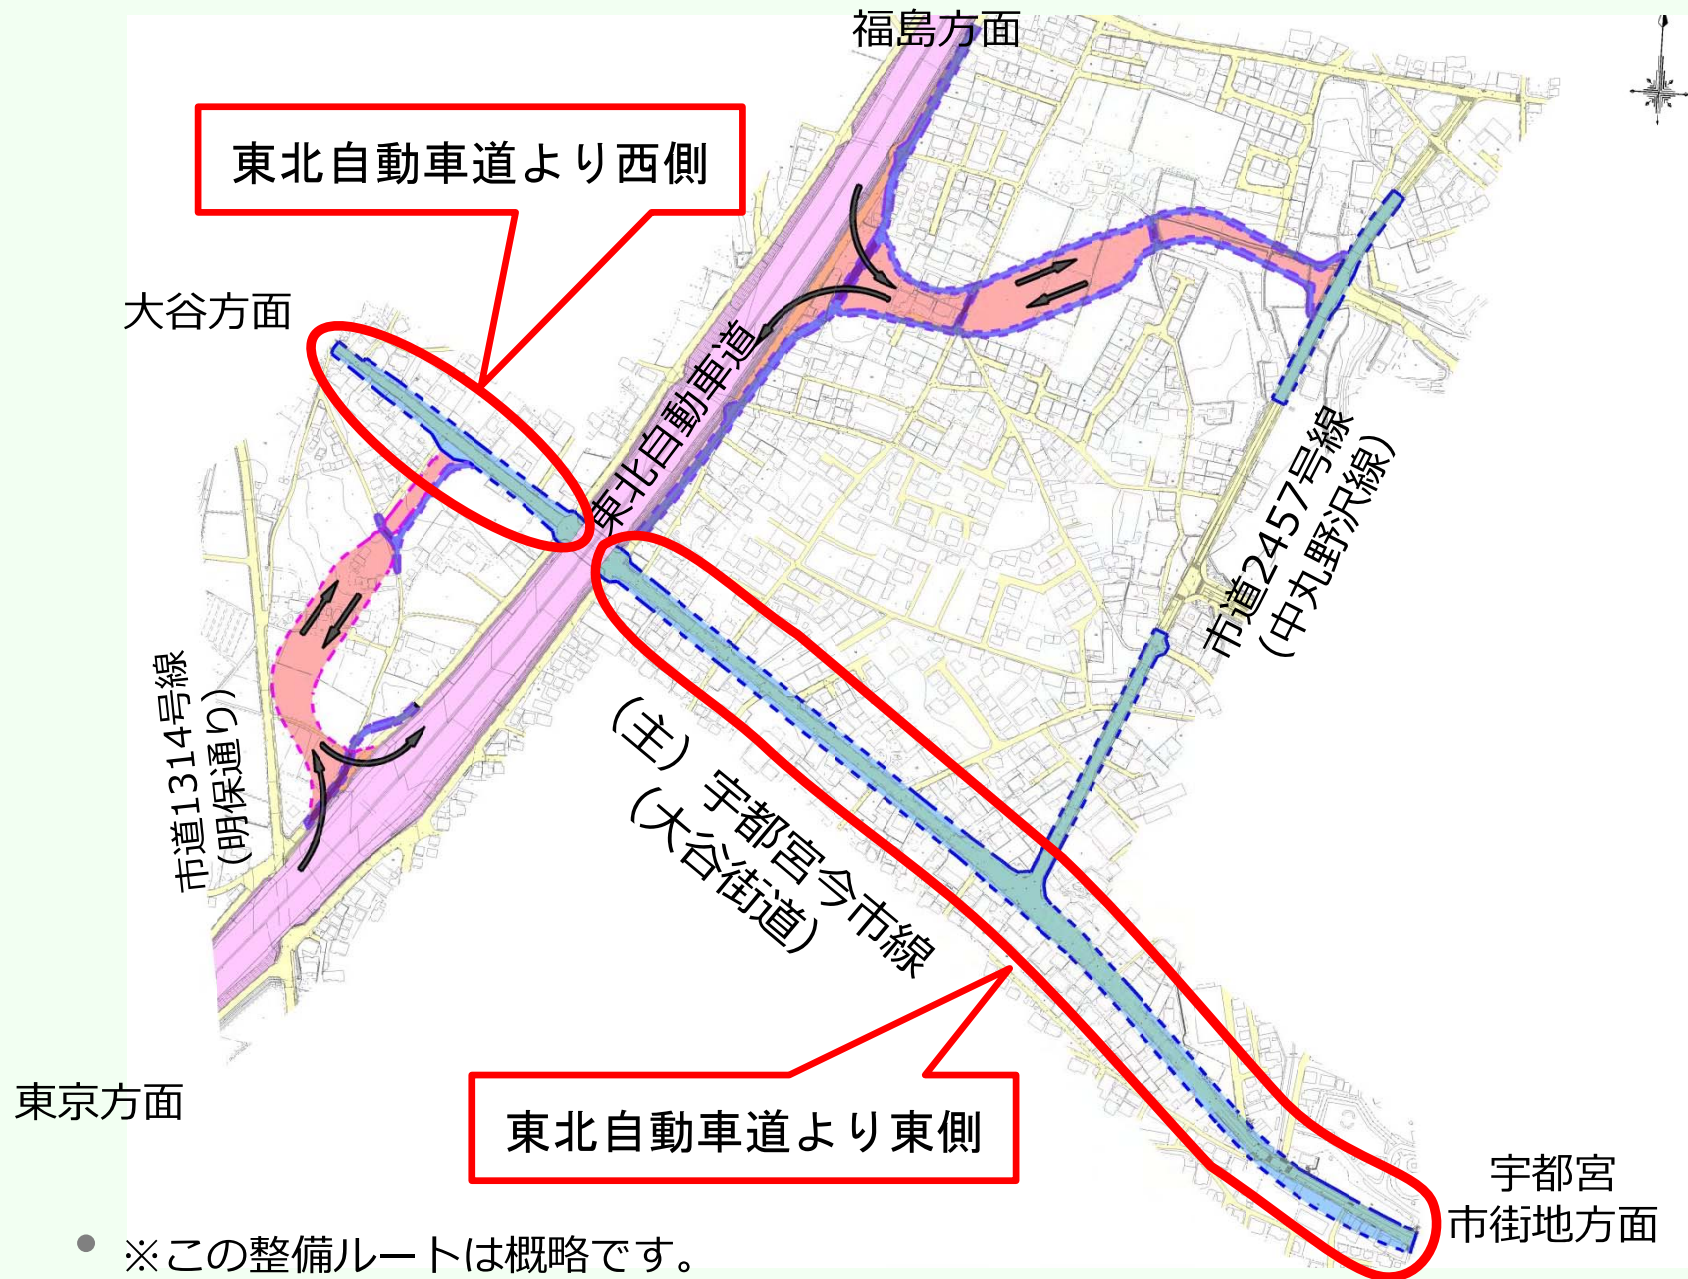 福島方面
東北自動車道より西側
大谷方面
東北自動車道
市道2457号線
(中丸野沢線)
市道1314号線
(明保通り)
(主)宇都宮今市線
(大谷街道)
東京方面
東北自動車道より東側
宇都宮
市街地方面
※この整備ルートは概略です。